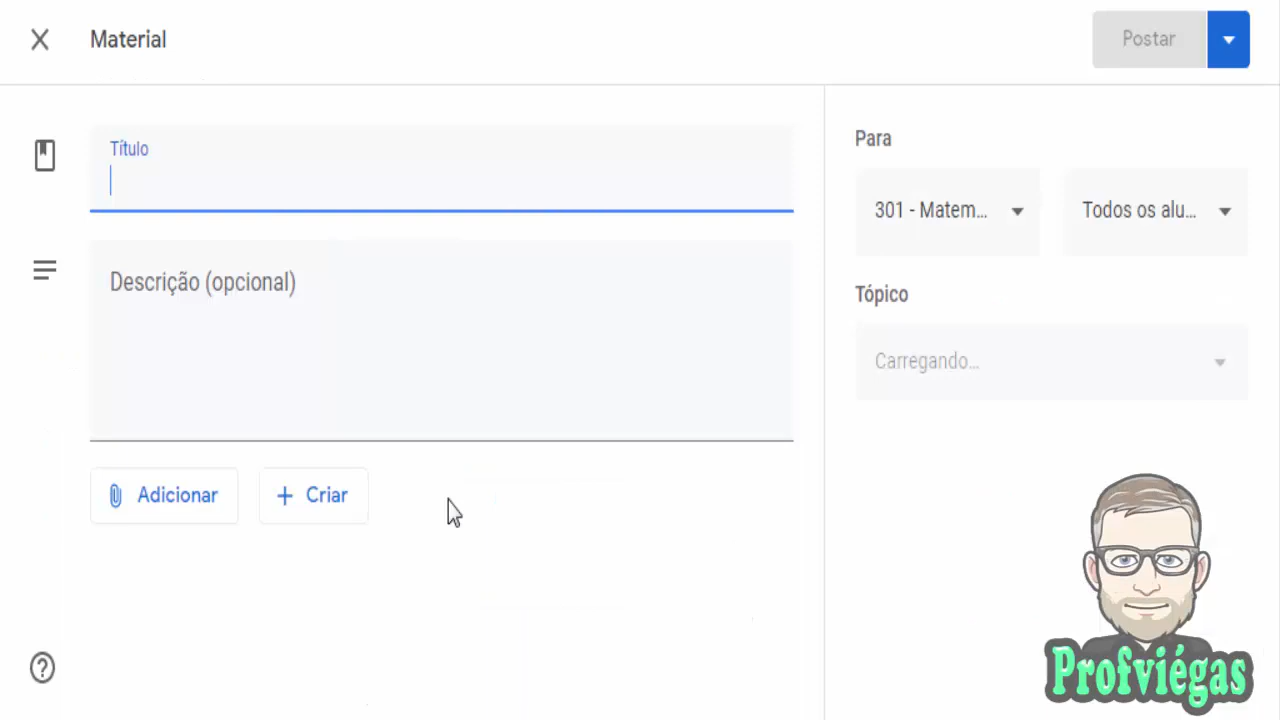 Material
Postar
Título
Descrição (opcional)
Adicionar
Criar
Para
301 - Matem...
Todos os alu...
Tópico
Carregando...
Profviégas